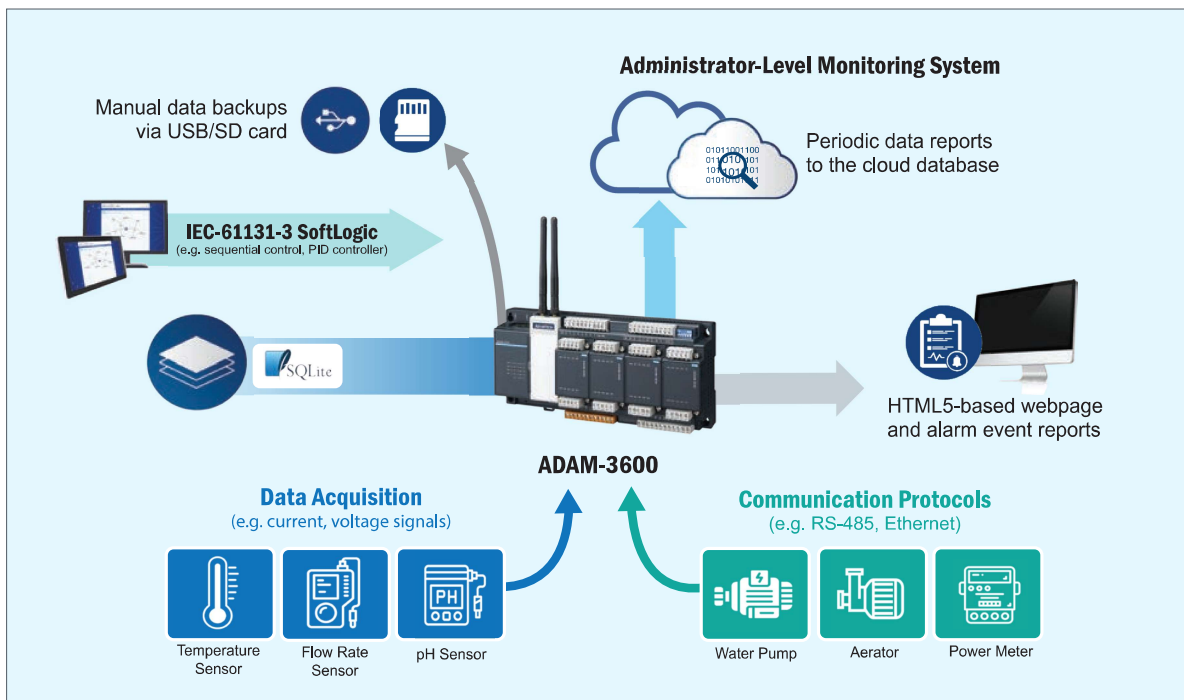 Administrator-Level Monitoring System
Manual data backups
via USB/SD card
01011001100
Periodic data reports
to the cloud database
IEC-61131-3 SoftLogic
(e.g. sequential control, PID controller)
SQLite
HTML5-based webpage
and alarm event reports
ADAM-3600
Data Acquisition
(e.g. current, voltage signals)
Communication Protocols
(e.g. RS-485, Ethernet)
PH
Temperature
Sensor
Flow Rate
Sensor
pH Sensor
Water Pump
Aerator
Power Meter